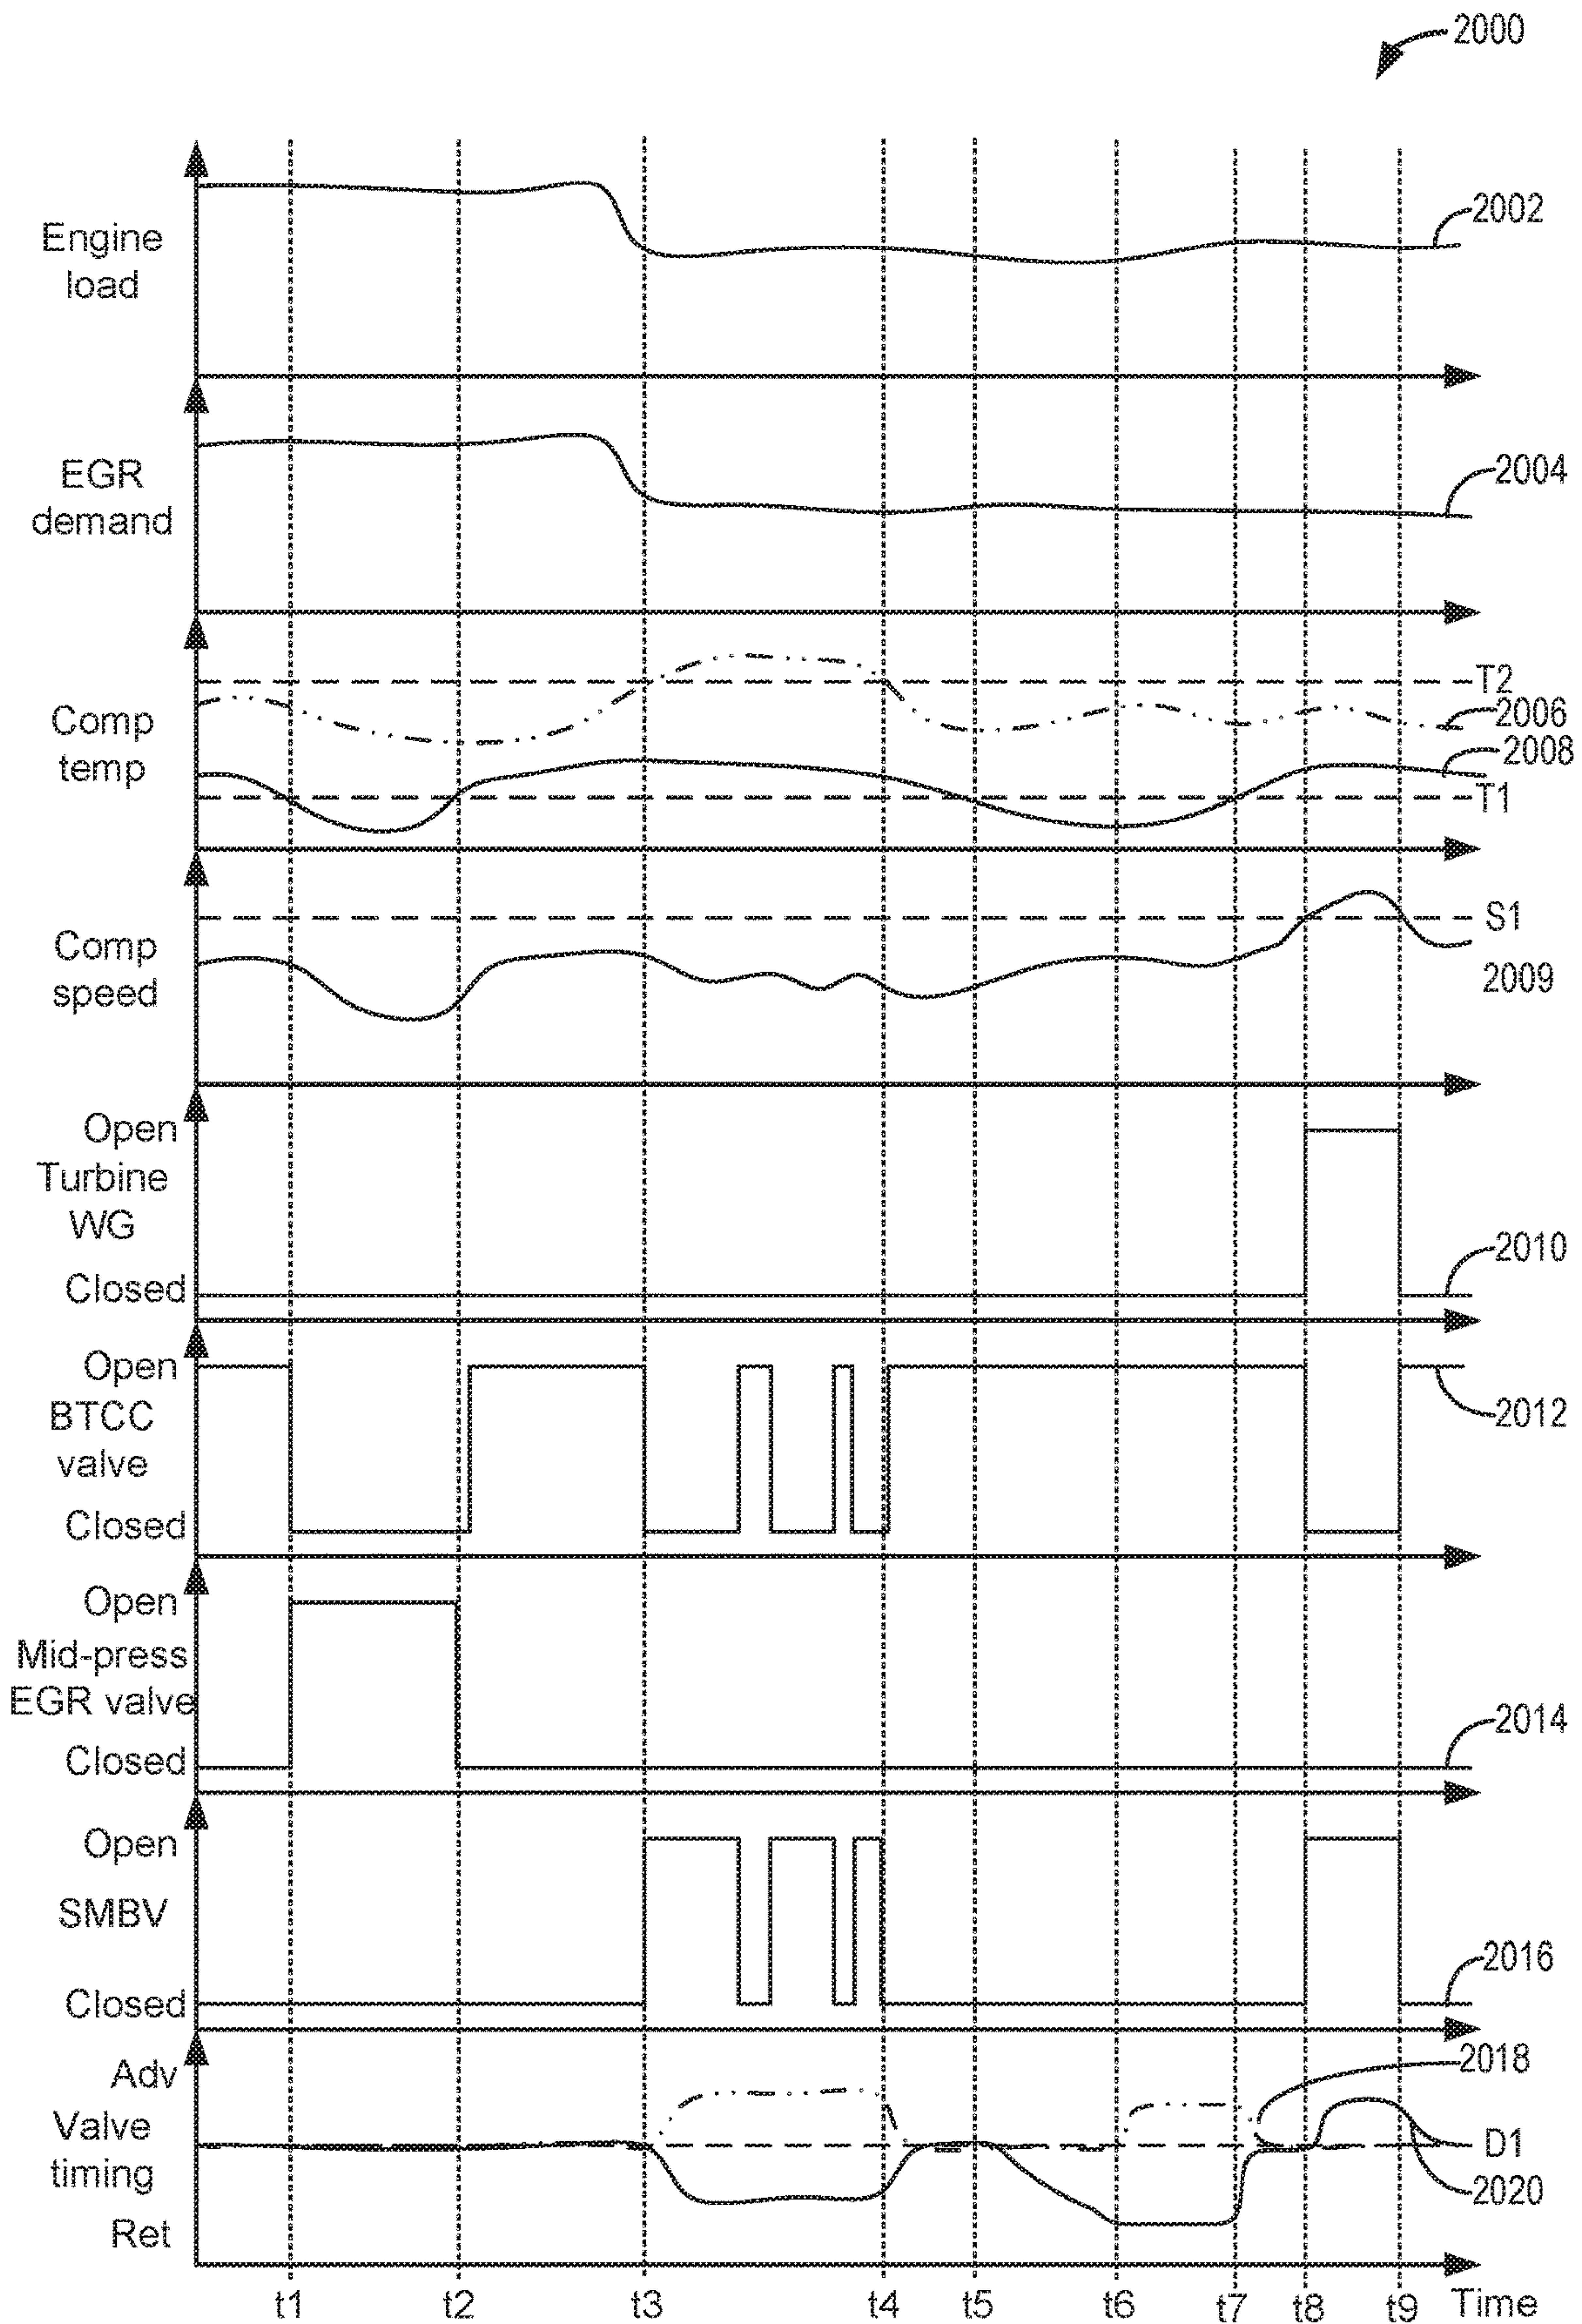 2000
Engine
load
2002
EGR
demand
2004
Comp
temp
T2
2006
2008
T1
Comp
speed
S1
2009
Open
Turbine
WG
Closed
2010
Open
BTCC
valve
Closed
2012
Open
Mid-press
EGR valve
Closed
2014
Open
SMBV
Closed
2016
Adv
Valve
timing
Ret
2018
D1
2020
t1 t2 t3 t4 t5 t6 t7 t8 t9 Time